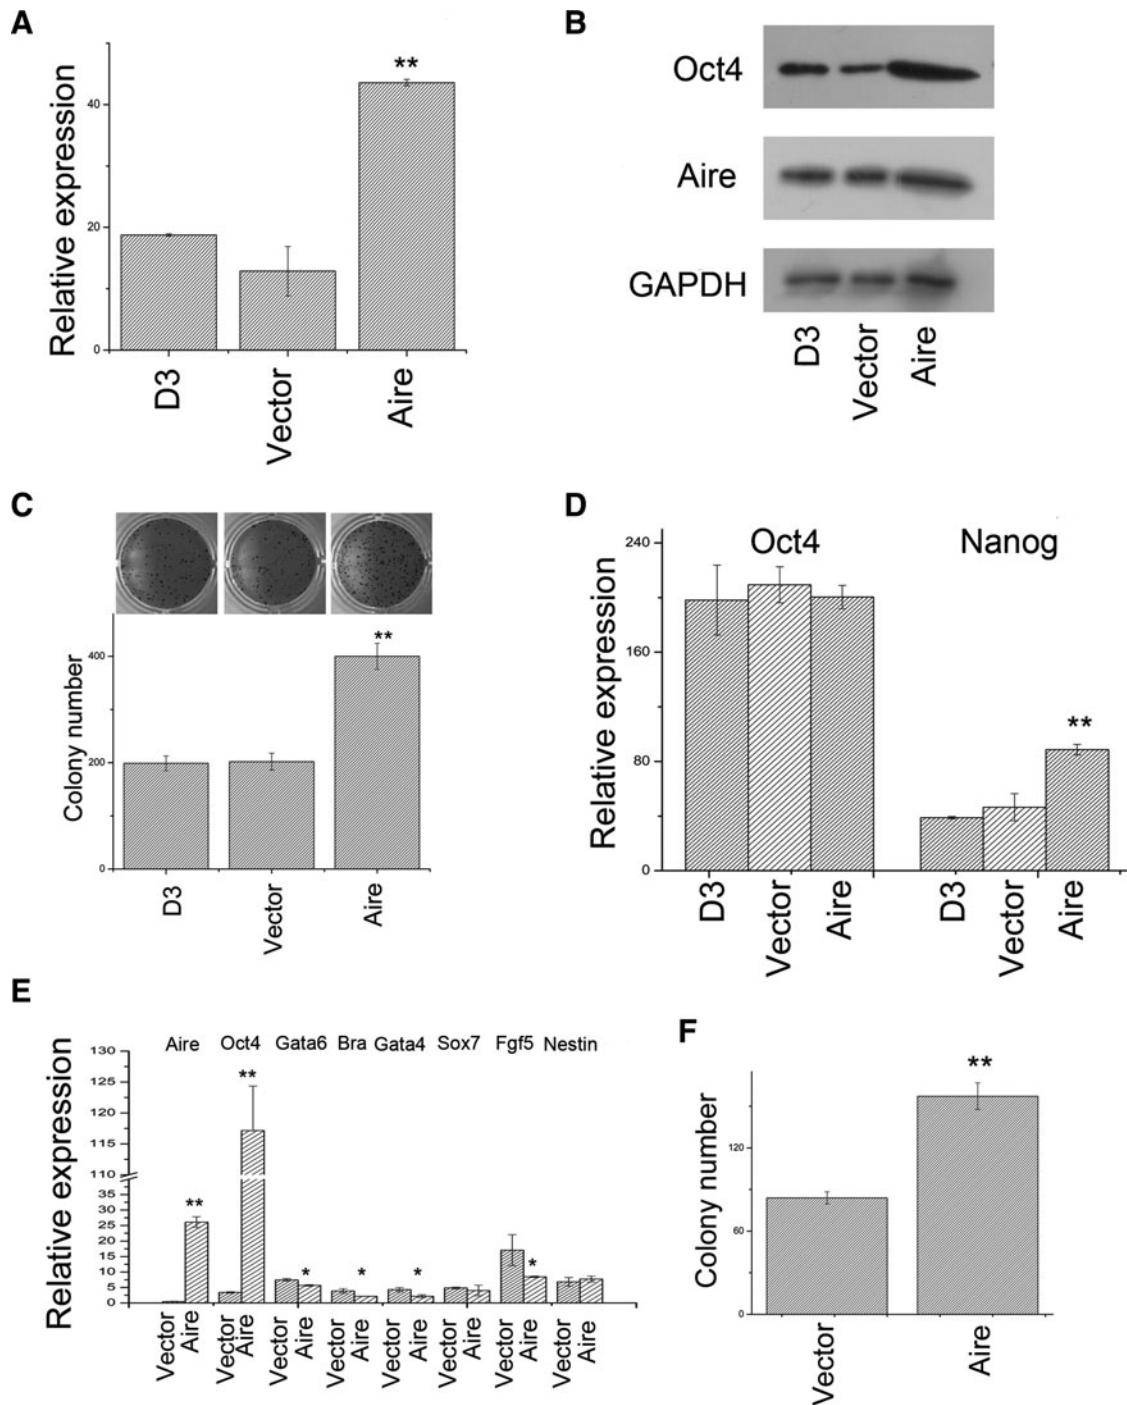 A
Relative expression
40
20
0
**
D3
Vector
Aire
B
Oct4
Aire
GAPDH
D3
Vector
Aire
C
Colony number
400
200
0
**
D3
Vector
Aire
D
Relative expression
240
160
80
0
Oct4
Nanog
**
D3
Vector
Aire
D3
Vector
Aire
E
Relative expression
Aire Oct4 Gata6 Bra Gata4 Sox7 Fgf5 Nestin
130
125
120
115
110
35
30
25
20
15
10
5
0
**
**
*
*
*
*
Vector
Aire
Vector
Aire
Vector
Aire
Vector
Aire
Vector
Aire
Vector
Aire
Vector
Aire
Vector
Aire
F
Colony number
120
60
0
**
Vector
Aire